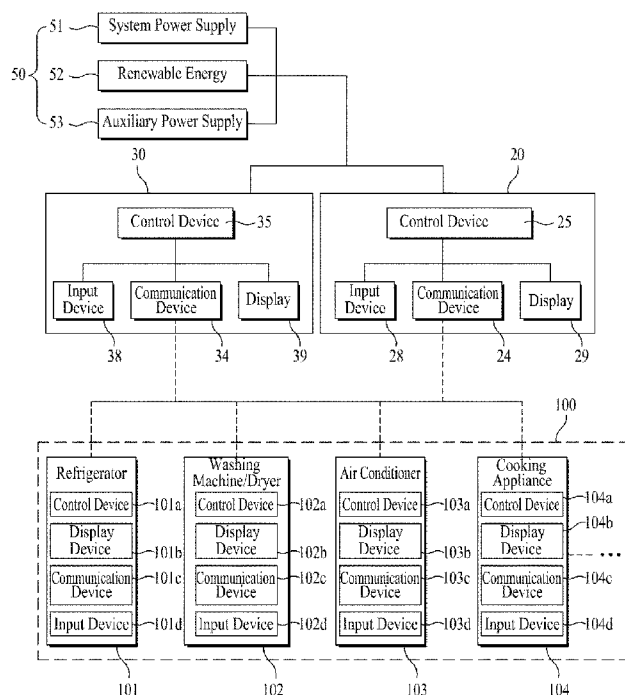 51
System Power Supply
50
52
Renewable Energy
53
Auxiliary Power Supply
30
20
Control Device
35
Control Device
25
Input
Device
Communication
Device
Display
Input
Device
Communication
Device
Display
38
34
39
28
24
29
100
Refrigerator
Control Device
101a
Display
Device
101b
Communication
Device
101c
Input Device
101d
101
Washing
Machine/Dryer
Control Device
102a
Display
Device
102b
Communication
Device
102c
Input Device
102d
102
Air Conditioner
Control Device
103a
Display
Device
103b
Communication
Device
103c
Input Device
103d
103
Cooking
Appliance
Control Device
104a
Display
Device
104b
Communication
Device
104c
Input Device
104d
104